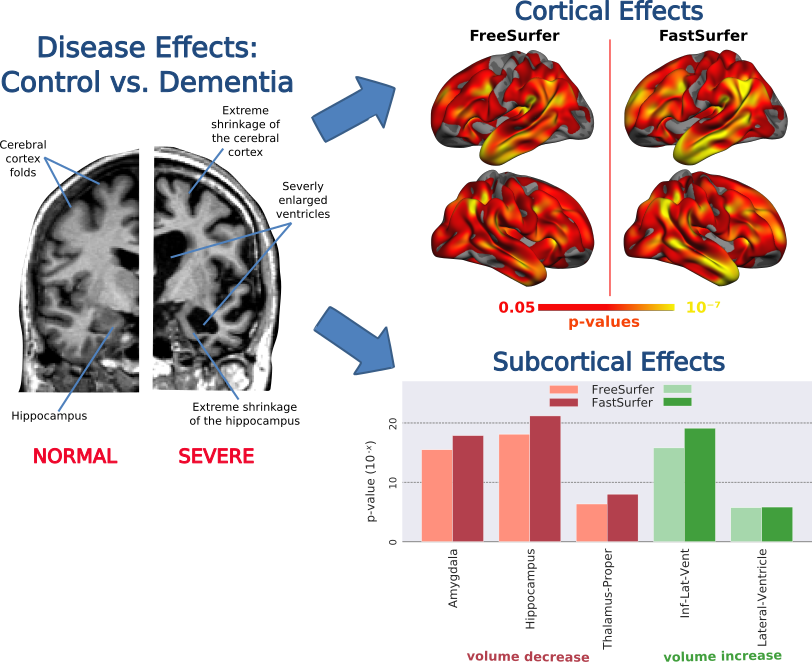 Disease Effects:
Control vs. Dementia
Extreme
shrinkage of
the cerebral
cortex
Cerebral
cortex
folds
Severly
enlarged
ventricles
Hippocampus
Extreme shrinkage
of the hippocampus
NORMAL
SEVERE
Cortical Effects
FreeSurfer
FastSurfer
0.05
10⁻⁷
p-values
Subcortical Effects
FreeSurfer
FastSurfer
p-value (10⁻ˣ)
20
10
0
Amygdala
Hippocampus
Thalamus-Proper
Inf-Lat-Vent
Lateral-Ventricle
volume decrease
volume increase